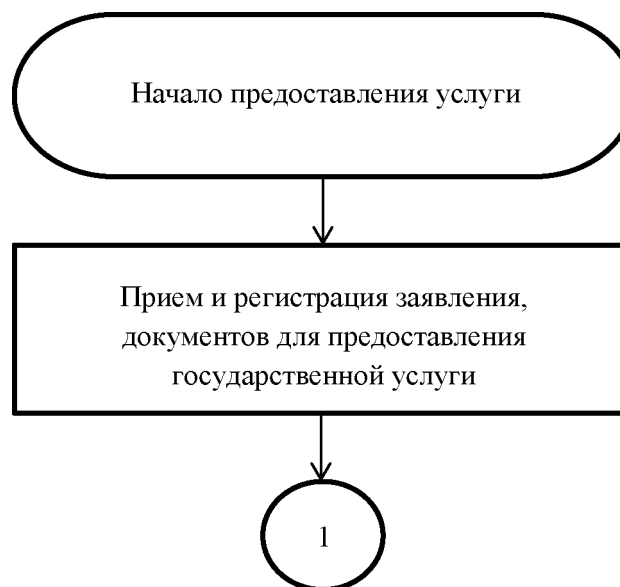 Начало предоставления услуги
Прием и регистрация заявления,
документов для предоставления
государственной услуги
1